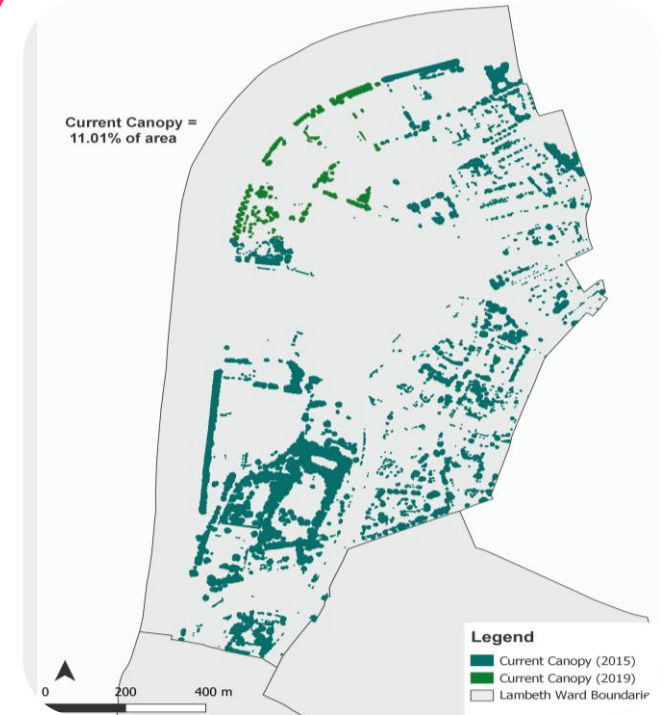 Current Canopy =
11.01% of area
Legend
Current Canopy (2015)
Current Canopy (2019)
Lambeth Ward Boundarie
0 200 400 m